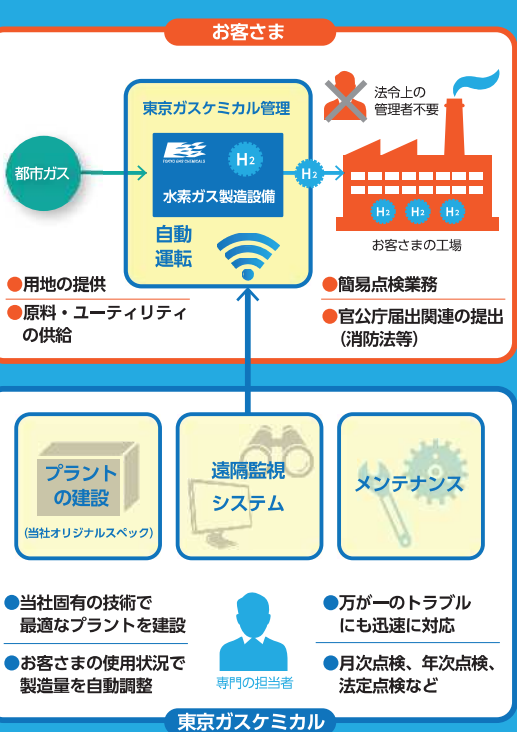 お客さま
東京ガスケミカル管理
法令上の
管理者不要
都市ガス
TOKYO GAS CHEMICALS
H2
水素ガス製造設備
H2
自動
運転
H2 H2 H2
お客さまの工場
●用地の提供
●原料・ユーティリティ
の供給
●簡易点検業務
●官公庁届出関連の提出
(消防法等)
プラント
の建設
(当社オリジナルスペック)
遠隔監視
システム
メンテナンス
●当社固有の技術で
最適なプラントを建設
●お客さまの使用状況で
製造量を自動調整
専門の担当者
●万が一のトラブル
にも迅速に対応
●月次点検、年次点検、
法定点検など
東京ガスケミカル